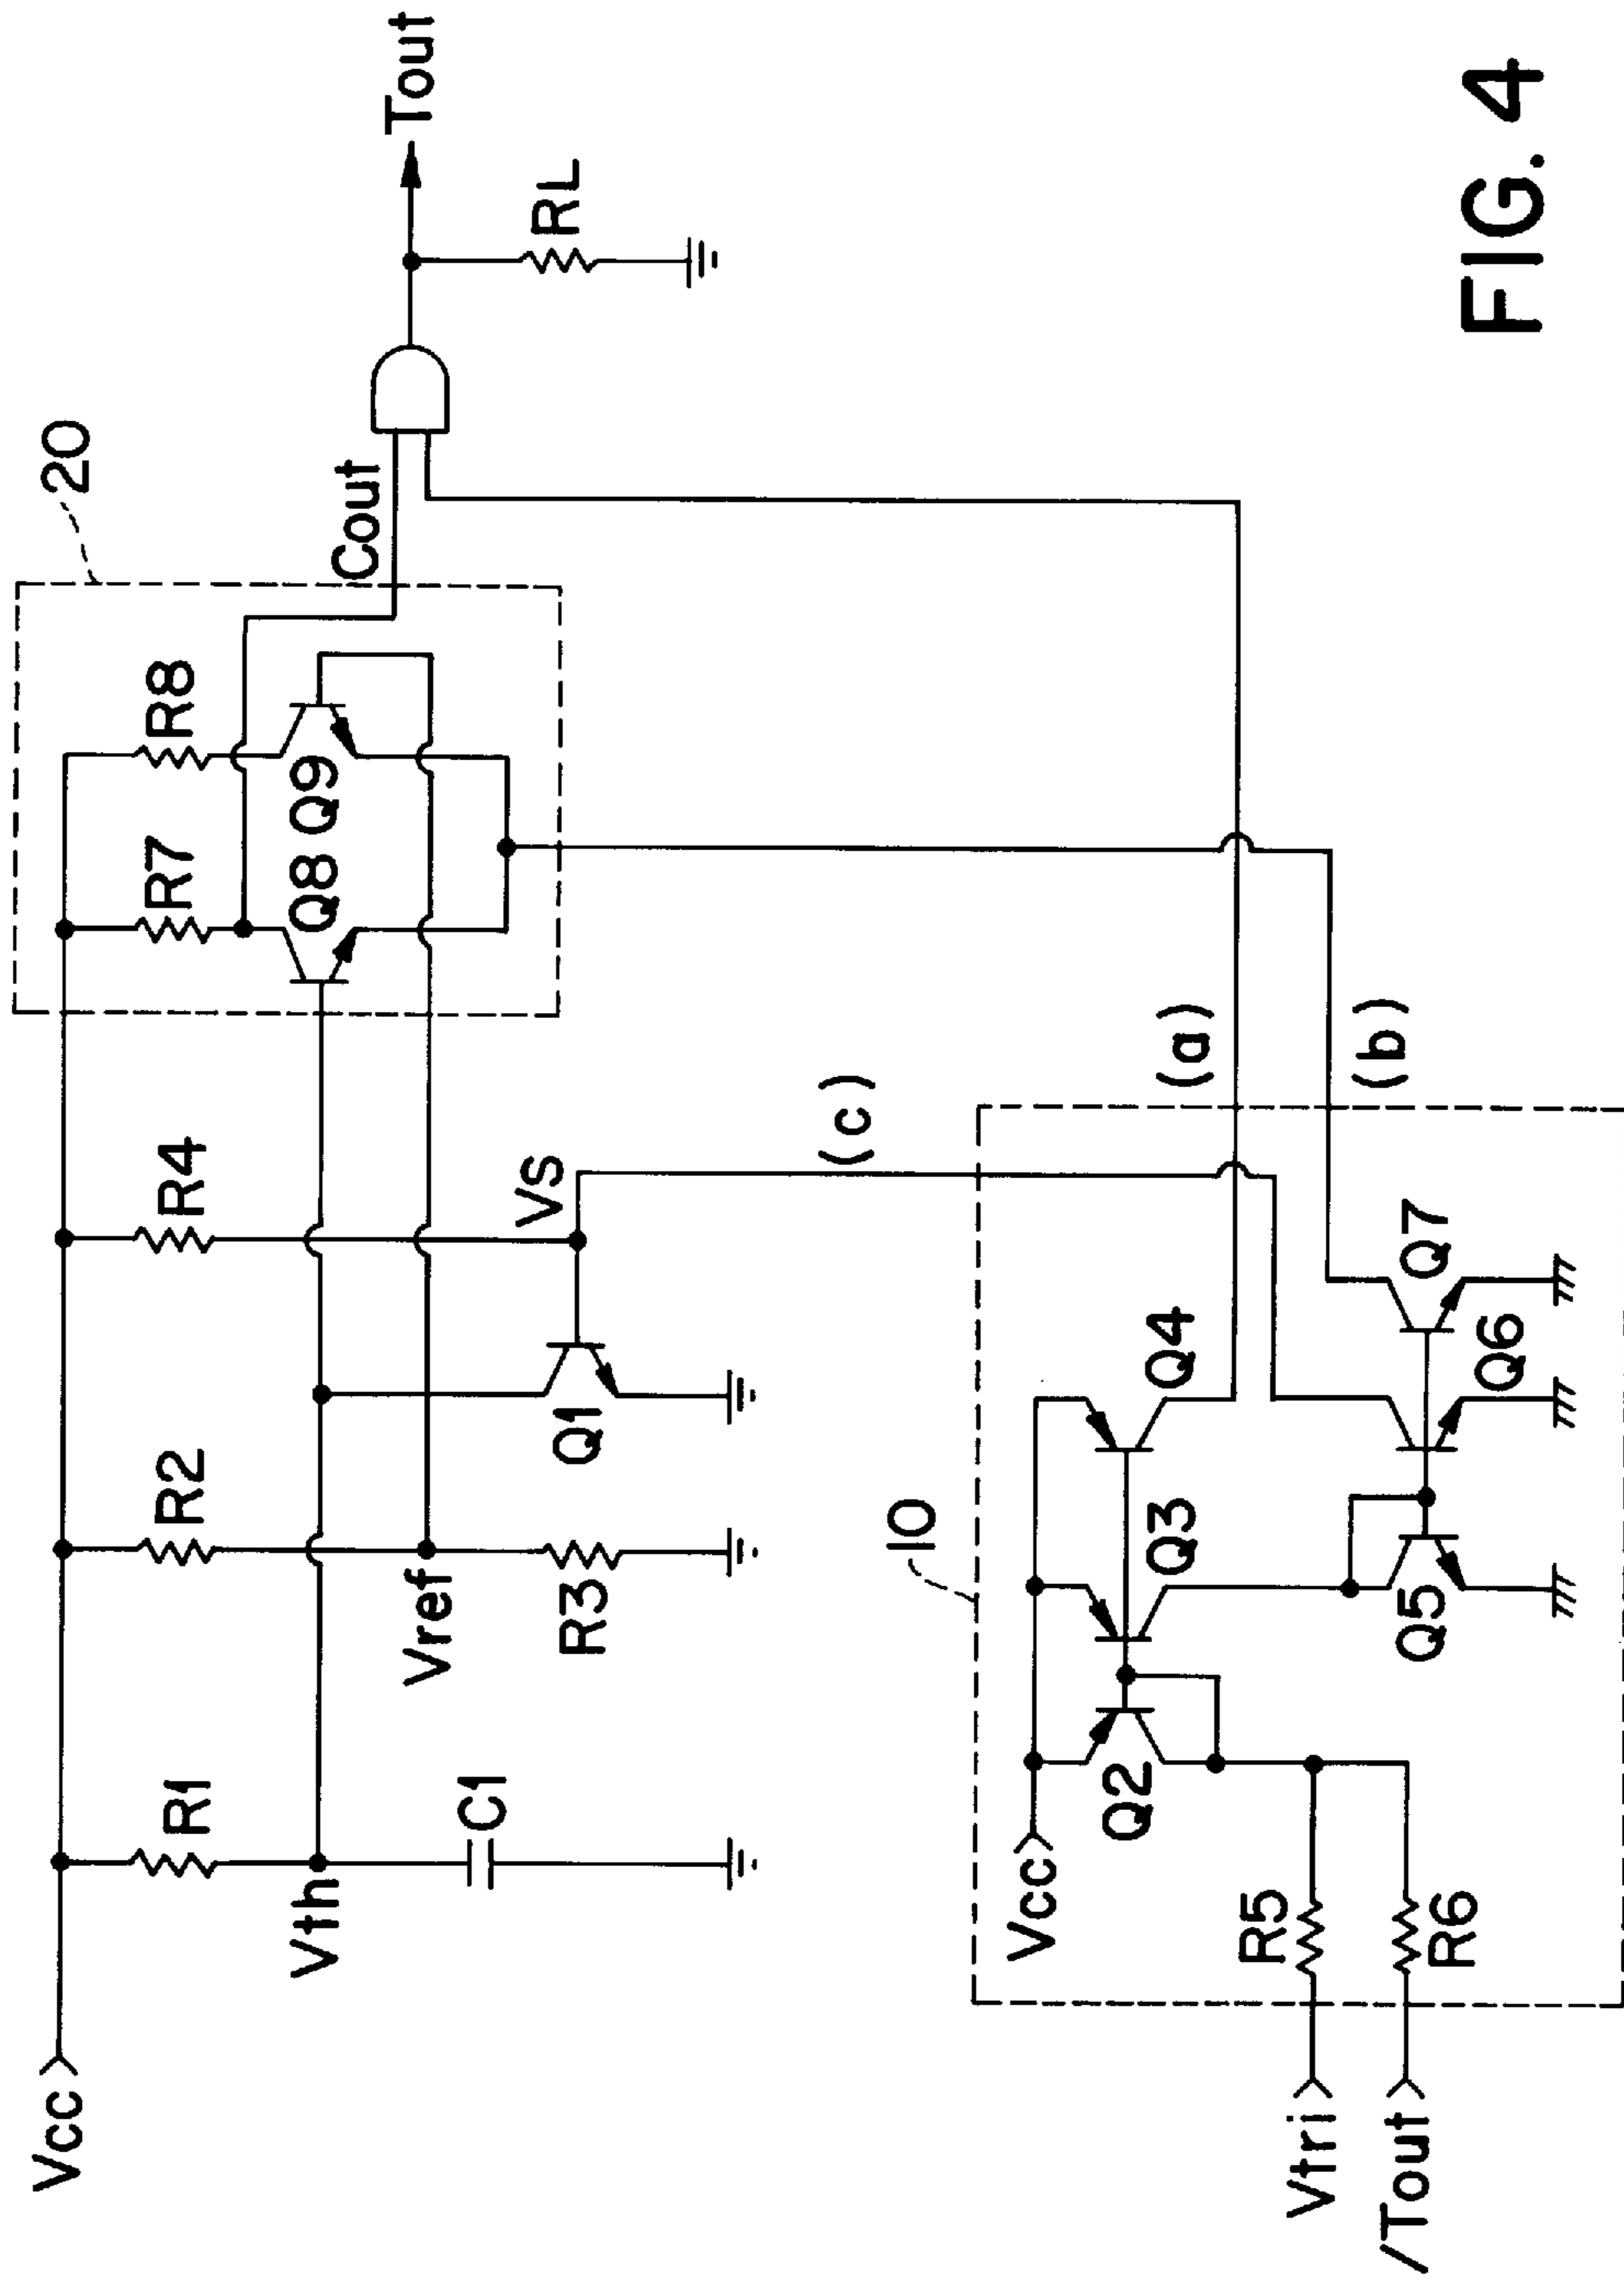 20
Vcc
R1
R2
R4
R7
R8
Vth
Q8
Q9
Cout
Tout
Vref
Vs
C1
R3
Q1
RL
(c)
10
Vcc
Q2
Q3
Q4
(a)
R5
Vtri
R6
/Tout
Q5
Q6
Q7
(b)
FIG. 4